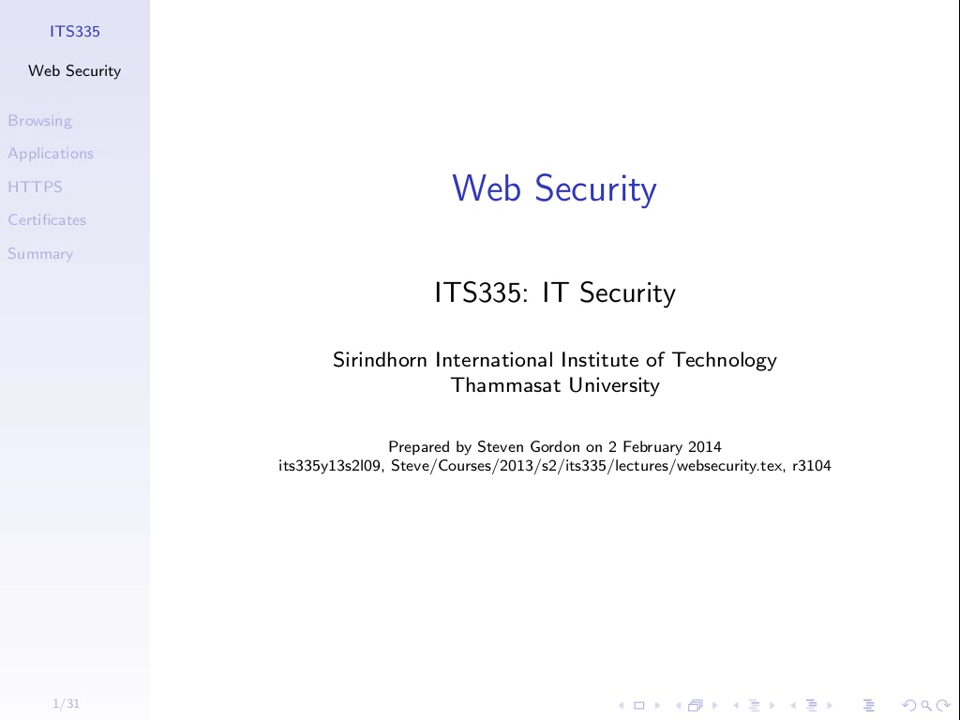 ITS335
Web Security
Browsing
Applications
HTTPS
Certificates
Summary
Web Security
ITS335: IT Security
Sirindhorn International Institute of Technology
Thammasat University
Prepared by Steven Gordon on 2 February 2014
its335y13s2l09, Steve/Courses/2013/s2/its335/lectures/websecurity.tex, r3104
1/31